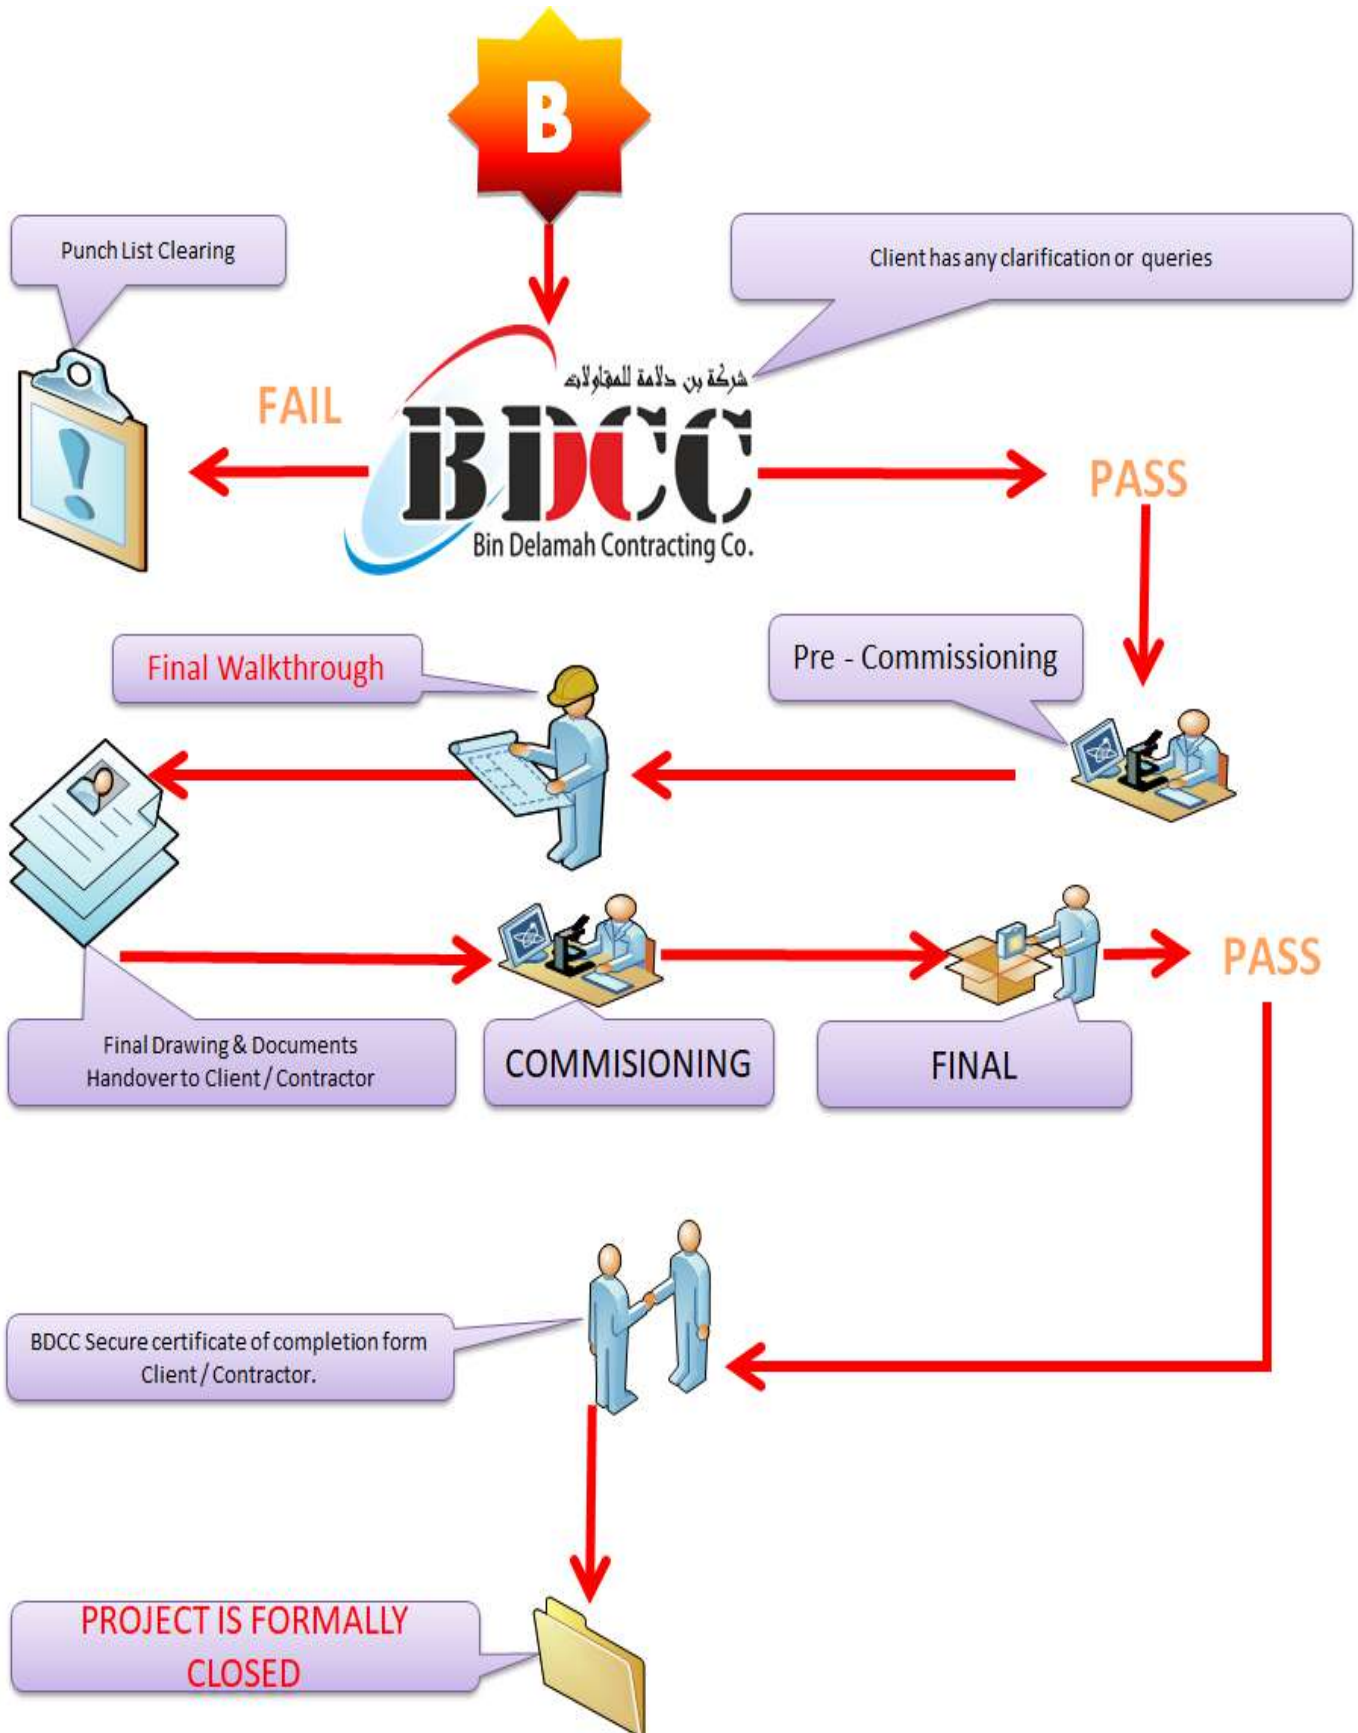 B
Punch List Clearing
Client has any clarification or queries
شركة بن دلامة للمقاولات
FAIL
BDCC
Bin Delamah Contracting Co.
PASS
Final Walkthrough
Pre - Commissioning
PASS
Final Drawing & Documents
Handover to Client / Contractor
COMMISIONING
FINAL
BDCC Secure certificate of completion form
Client / Contractor.
PROJECT IS FORMALLY
CLOSED